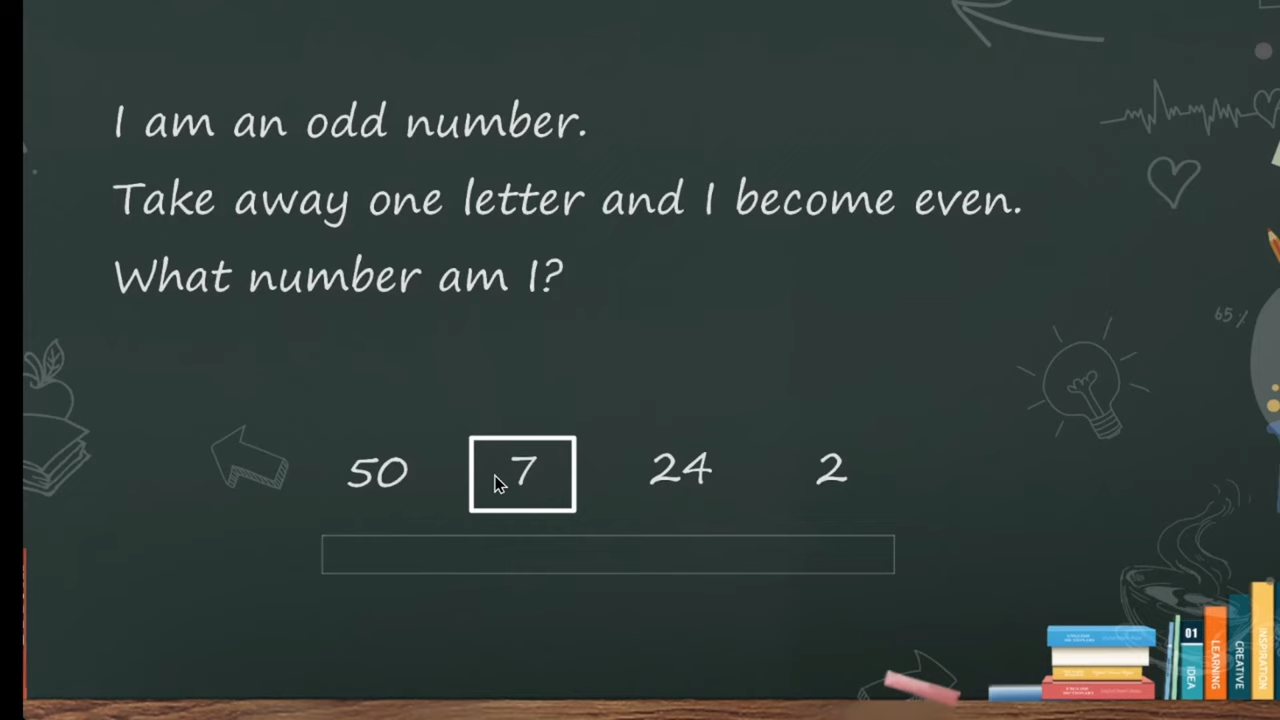 I am an odd number.
Take away one letter and I become even.
What number am I?
65%
50 7 24 2
01
IDEA
LEARNING
CREATIVE
INSPIRATION